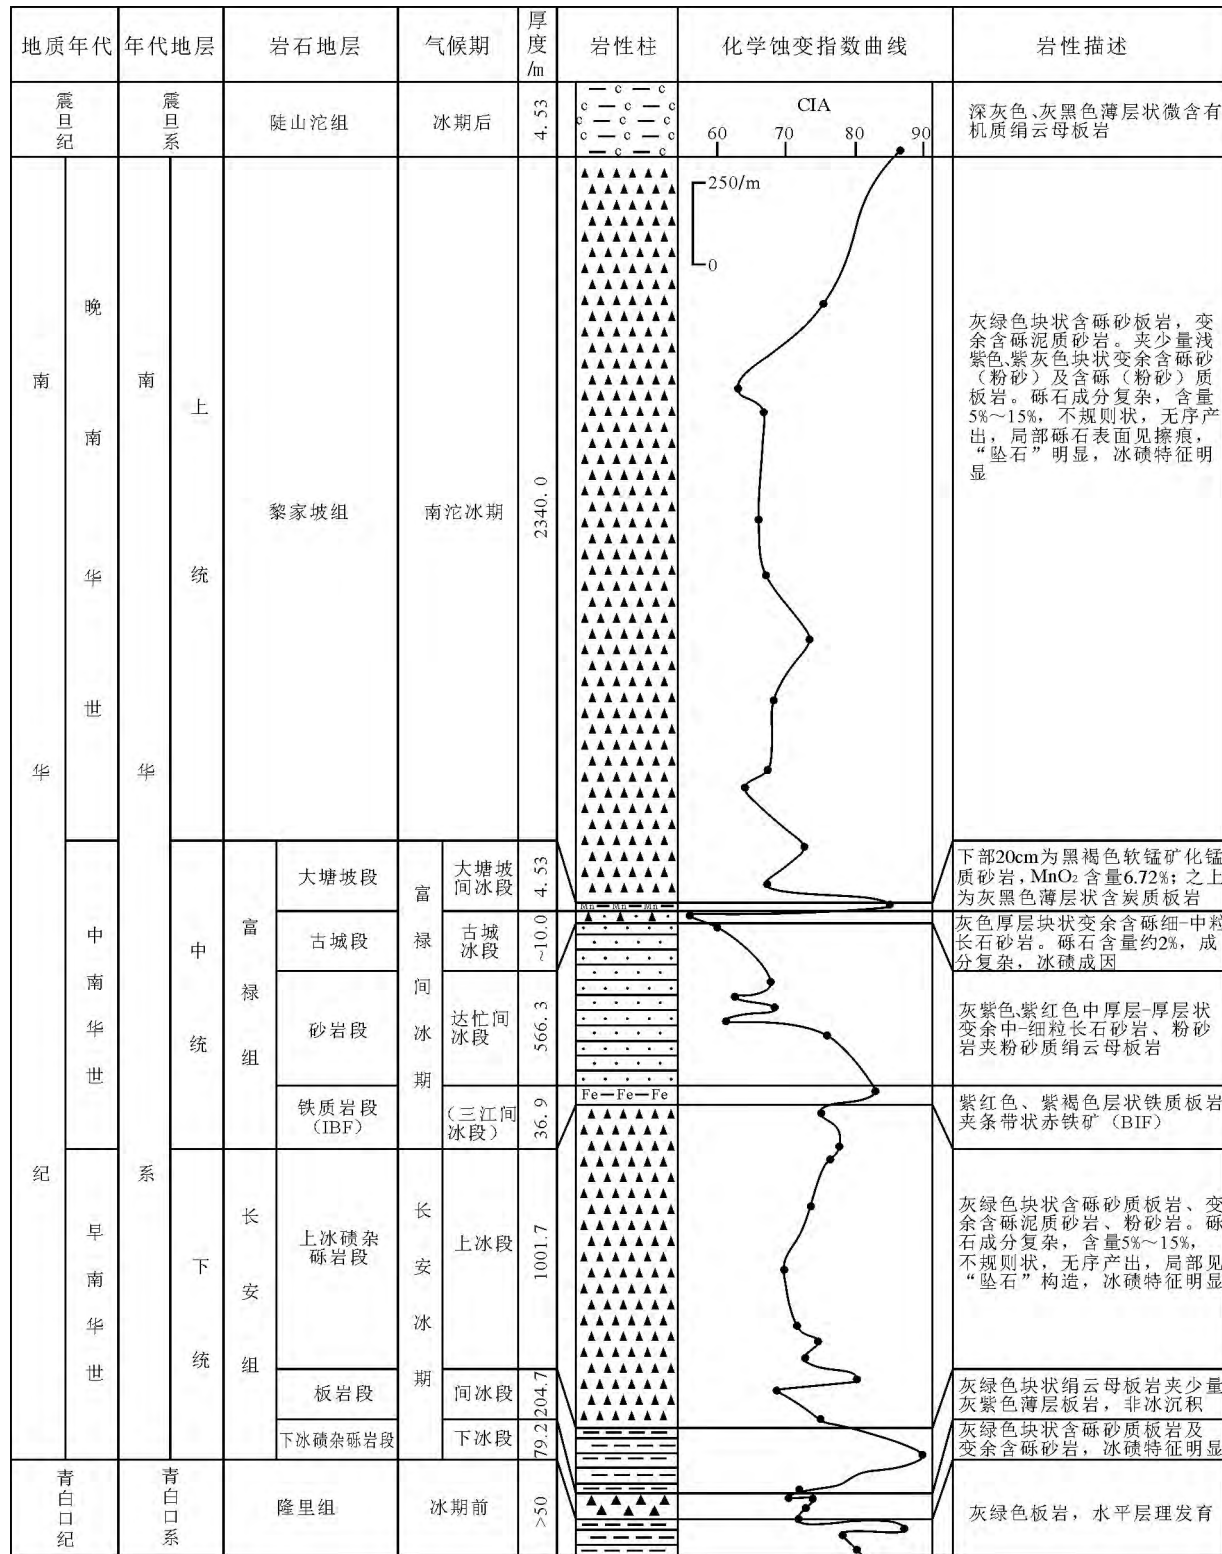 地质年代 年代地层 岩石地层 气候期 厚度/m 岩性柱 化学蚀变指数曲线 岩性描述
震旦纪 震旦系 陡山沱组 冰期后 4.53
c c c
CIA
60 70 80 90
250/m
0
深灰色、灰黑色薄层状微含有
机质绢云母板岩
南华纪
南华系
晚南华世
上统
黎家坡组 南沱冰期 2340.0
灰绿色块状含砾砂板岩，变
余含砾泥质砂岩。夹少量浅
紫色、紫灰色块状变余含砾砂
（粉砂）及含砾（粉砂）质
板岩。砾石成分复杂，含量
5%～15%，不规则状，无序产
出，局部砾石表面见擦痕，
“坠石”明显，冰碛特征明
显
中南华世
中统
富禄组
富禄间冰期
大塘坡段 大塘坡
间冰段 4.53
Mn Mn Mn
下部20cm为黑褐色软锰矿化锰
质砂岩，MnO₂含量6.72%；之上
为灰黑色薄层状含炭质板岩
古城段 古城
冰段 ~10.0
灰色厚层块状变余含砾细-中粒
长石砂岩。砾石含量约2%，成
分复杂，冰碛成因
砂岩段 达忙间
冰段 566.3
灰紫色、紫红色中厚层-厚层状
变余中-细粒长石砂岩、粉砂
岩夹粉砂质绢云母板岩
铁质岩段
(IBF)
（三江间
冰段） 36.9
Fe—Fe—Fe
紫红色、紫褐色层状铁质板岩
夹条带状赤铁矿（BIF）
早南华世
下统
长安组
长安冰期
上冰碛杂
砾岩段
上冰段 1001.7
灰绿色块状含砾砂质板岩、变
余含砾泥质砂岩、粉砂岩。砾
石成分复杂，含量5%～15%，
不规则状，无序产出，局部见
“坠石”构造，冰碛特征明显
板岩段 间冰段 204.7
灰绿色块状绢云母板岩夹少量
灰紫色薄层板岩，非冰沉积
下冰碛杂砾岩段 下冰段 79.2
灰绿色块状含砾砂质板岩及
变余含砾砂岩，冰碛特征明显
青白口纪 青白口系 隆里组 冰期前 >50
灰绿色板岩，水平层理发育